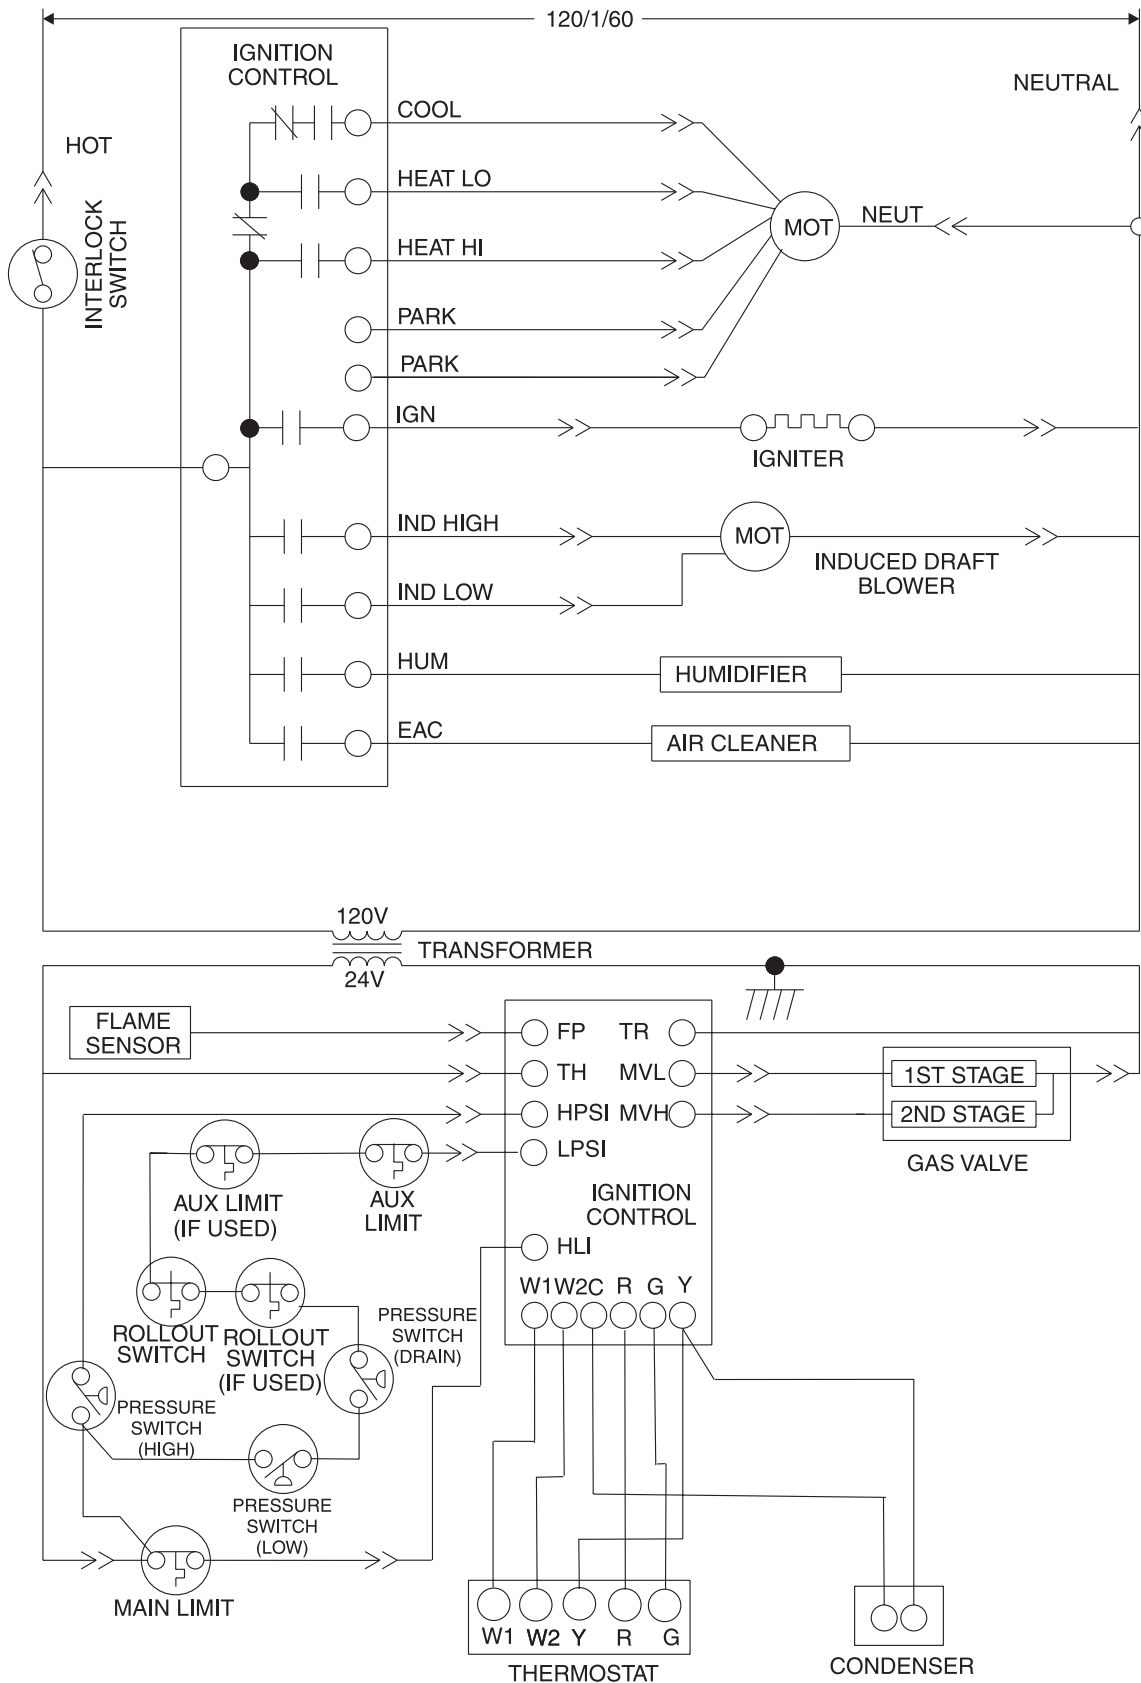 120/1/60
IGNITION
CONTROL
NEUTRAL
HOT
INTERLOCK
SWITCH
COOL
HEAT LO
HEAT HI
PARK
PARK
MOT
NEUT
IGN
IGNITER
IND HIGH
MOT
INDUCED DRAFT
BLOWER
IND LOW
HUM
HUMIDIFIER
EAC
AIR CLEANER
120V
TRANSFORMER
24V
FLAME
SENSOR
FP
TR
TH
MVL
1ST STAGE
HPSI
MVH
2ND STAGE
LPSI
GAS VALVE
AUX LIMIT
(IF USED)
AUX
LIMIT
IGNITION
CONTROL
HLI
W1 W2 C R G Y
ROLLOUT
SWITCH
ROLLOUT
SWITCH
(IF USED)
PRESSURE
SWITCH
(DRAIN)
PRESSURE
SWITCH
(HIGH)
PRESSURE
SWITCH
(LOW)
MAIN LIMIT
W1 W2 Y R G
THERMOSTAT
CONDENSER